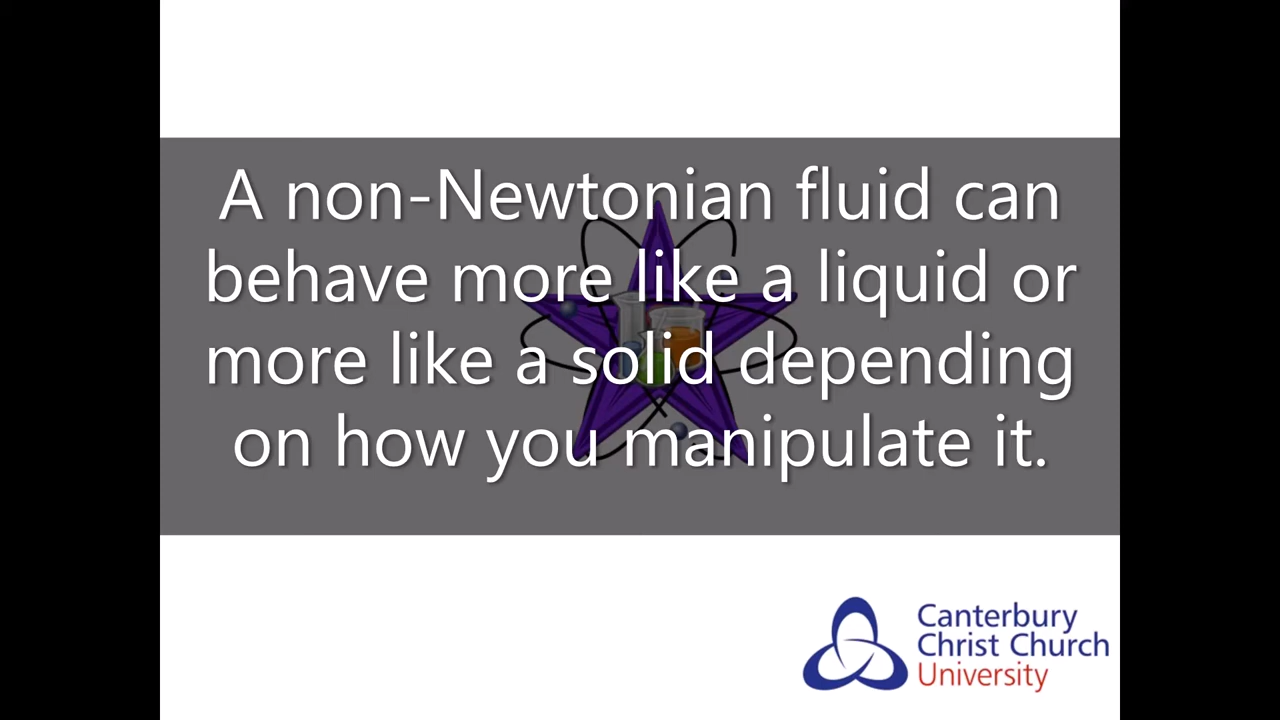 A non-Newtonian fluid can
behave more like a liquid or
more like a solid depending
on how you manipulate it.
Canterbury
Christ Church
University